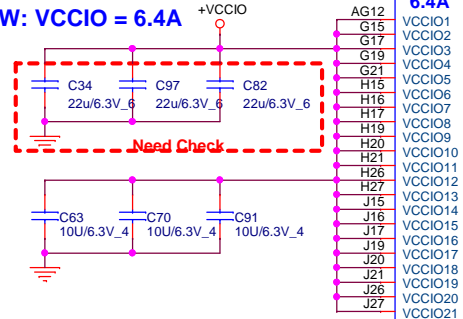 W: VCCIO = 6.4A
+VCCIO
6.4A
C34
22u/6.3V_6
C97
22u/6.3V_6
C82
22u/6.3V_6
Need Check
C63
10U/6.3V_4
C70
10U/6.3V_4
C91
10U/6.3V_4
AG12 VCCIO1
G15 VCCIO2
G17 VCCIO3
G19 VCCIO4
G21 VCCIO5
H15 VCCIO6
H16 VCCIO7
H17 VCCIO8
H19 VCCIO9
H20 VCCIO10
H21 VCCIO11
H26 VCCIO12
H27 VCCIO13
J15 VCCIO14
J16 VCCIO15
J17 VCCIO16
J19 VCCIO17
J20 VCCIO18
J21 VCCIO19
J26 VCCIO20
J27 VCCIO21